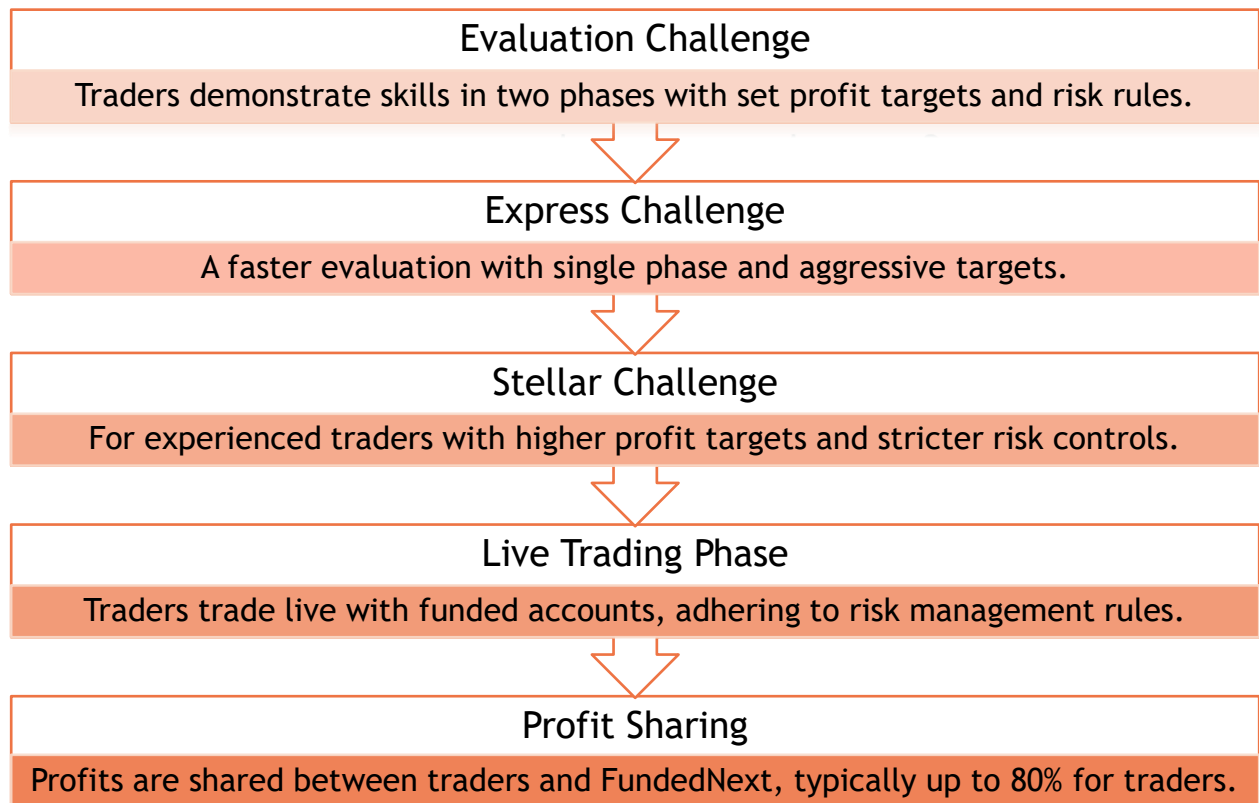 Evaluation Challenge
Traders demonstrate skills in two phases with set profit targets and risk rules.
Express Challenge
A faster evaluation with single phase and aggressive targets.
Stellar Challenge
For experienced traders with higher profit targets and stricter risk controls.
Live Trading Phase
Traders trade live with funded accounts, adhering to risk management rules.
Profit Sharing
Profits are shared between traders and FundedNext, typically up to 80% for traders.